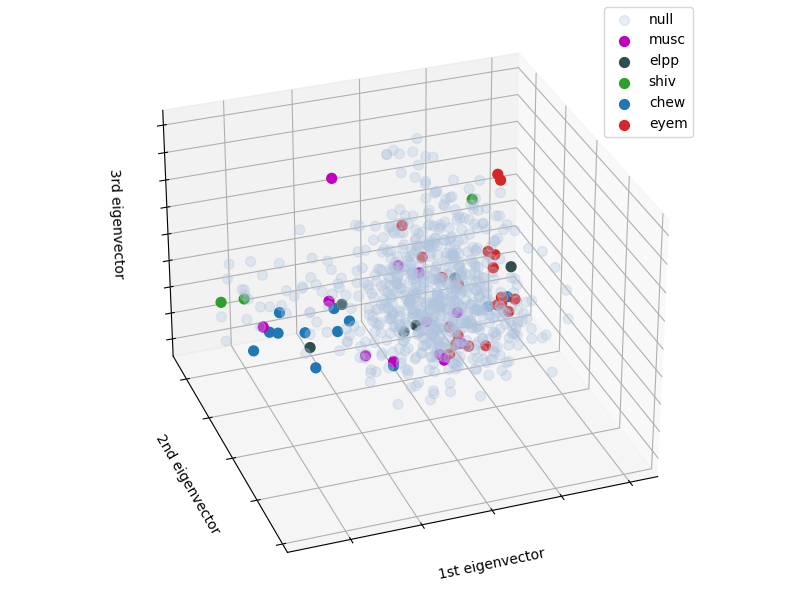 null
musc
elpp
shiv
chew
eyem
3rd eigenvector
2nd eigenvector
1st eigenvector